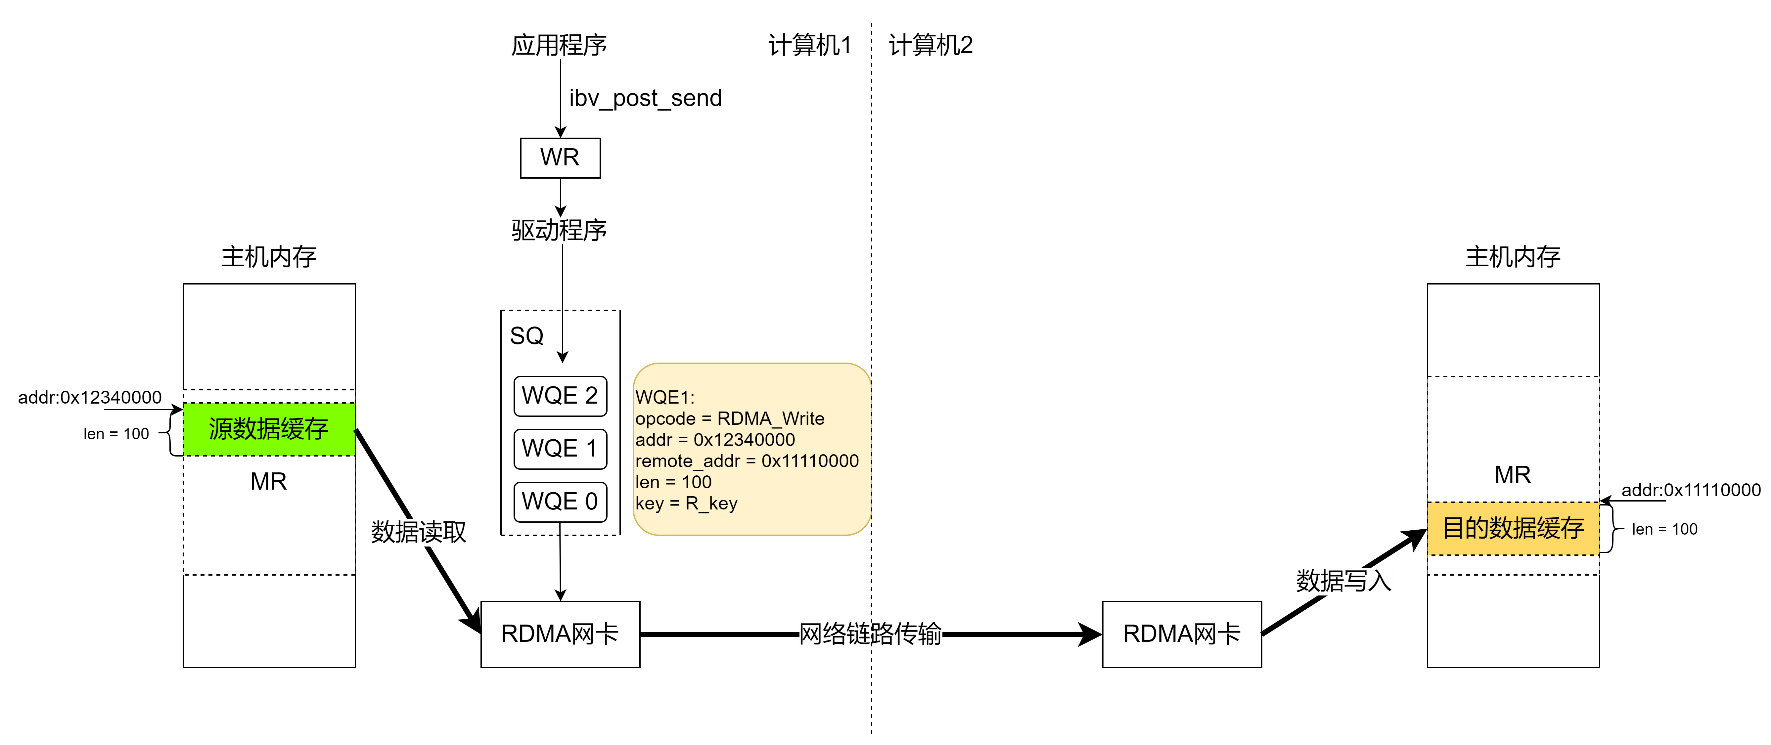 应用程序
计算机1
计算机2
ibv_post_send
WR
驱动程序
主机内存
主机内存
SQ
WQE 2
WQE 1
WQE 0
WQE1:
opcode = RDMA_Write
addr = 0x12340000
remote_addr = 0x11110000
len = 100
key = R_key
addr:0x12340000
len = 100
源数据缓存
MR
数据读取
MR
addr:0x11110000
目的数据缓存
len = 100
数据写入
RDMA网卡
网络链路传输
RDMA网卡